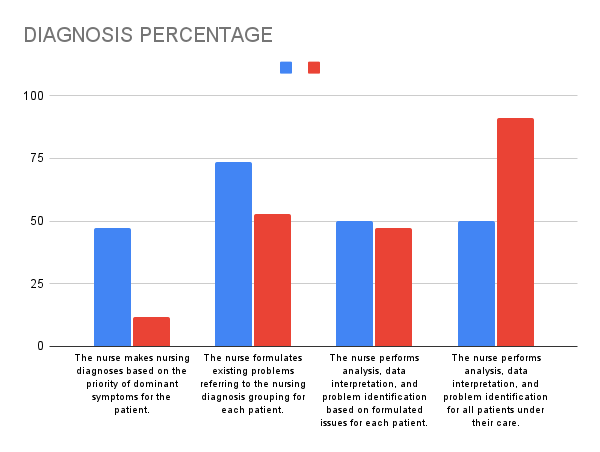 DIAGNOSIS PERCENTAGE
100
75
50
25
0
The nurse makes nursing
diagnoses based on the
priority of dominant
symptoms for the
patient.
The nurse formulates
existing problems
referring to the nursing
diagnosis grouping for
each patient.
The nurse performs
analysis, data
interpretation, and
problem identification
based on formulated
issues for each patient.
The nurse performs
analysis, data
interpretation, and
problem identification
for all patients under
their care.